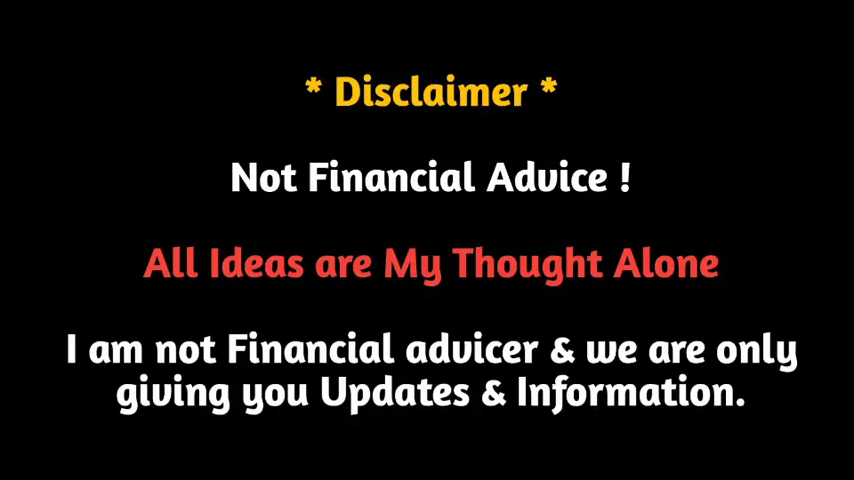 * Disclaimer *
Not Financial Advice !
All Ideas are My Thought Alone
I am not Financial advicer & we are only
giving you Updates & Information.